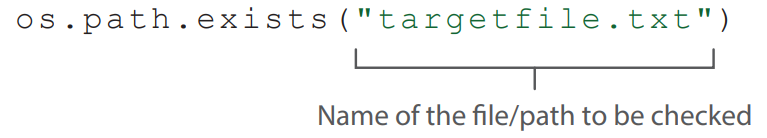 os.path.exists("targetfile.txt")
Name of the file/path to be checked